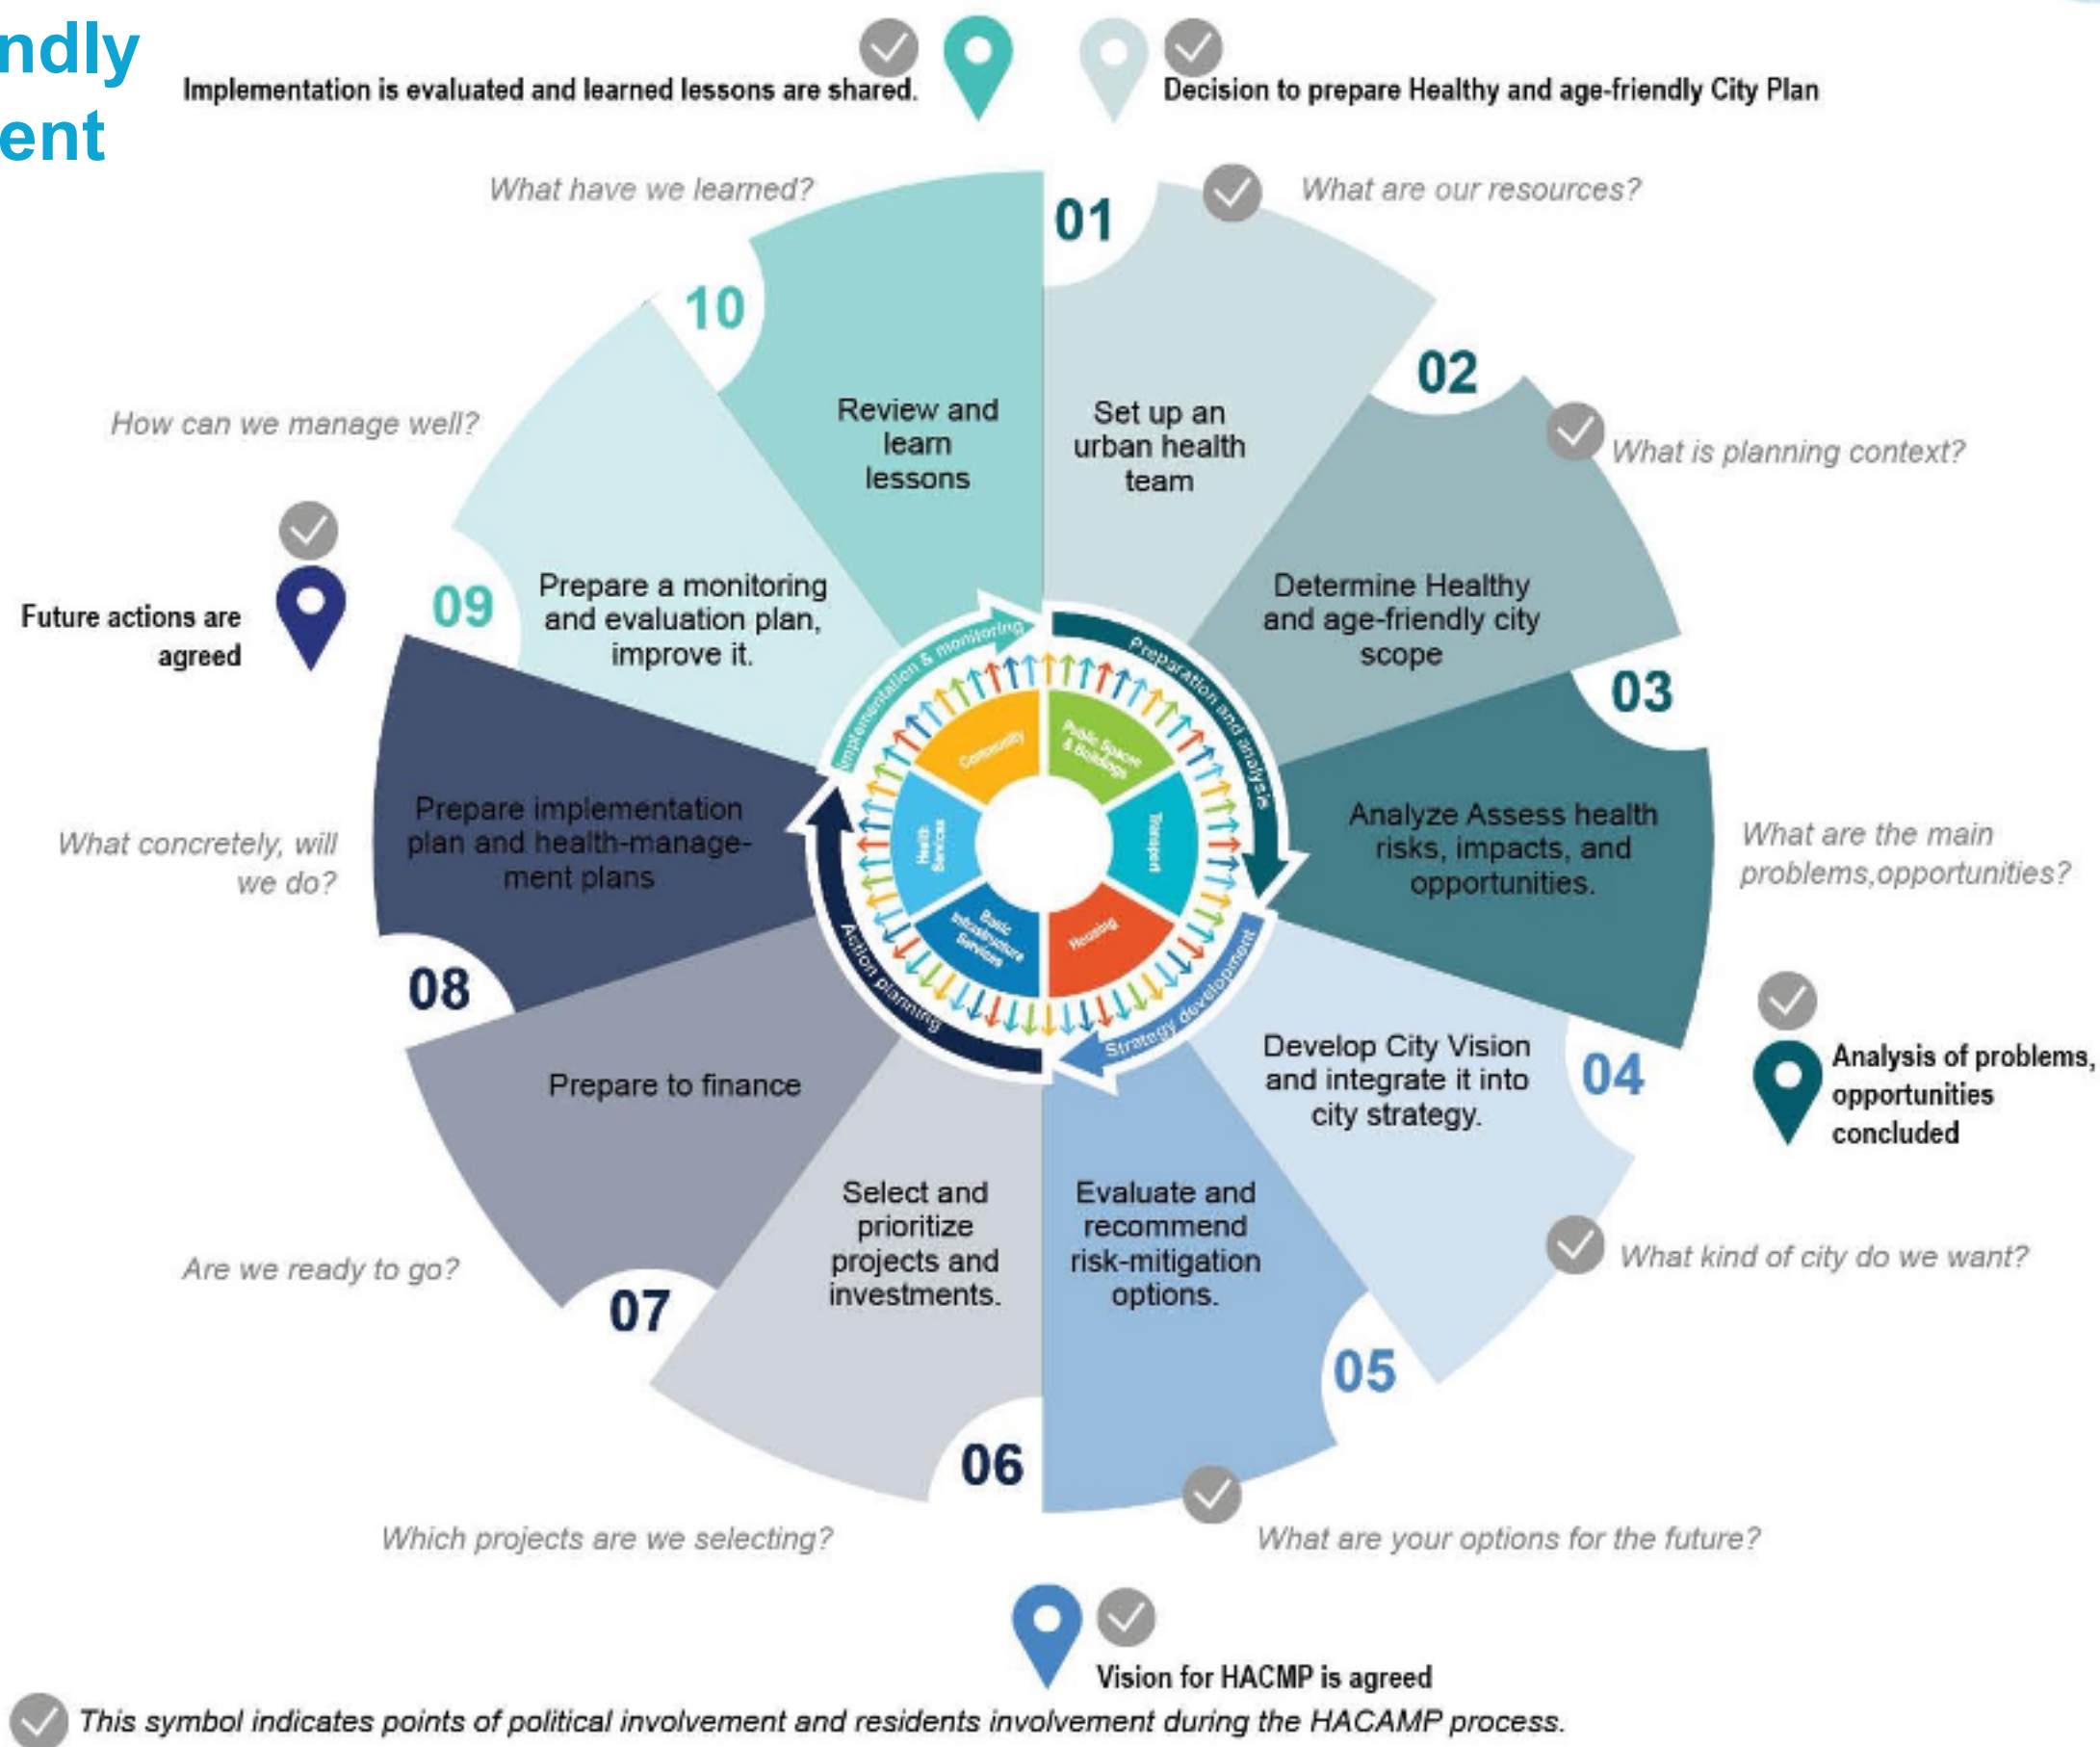 ndly
ent
Implementation is evaluated and learned lessons are shared.
Decision to prepare Healthy and age-friendly City Plan
What have we learned?
What are our resources?
01
10
02
Review and
learn
lessons
Set up an
urban health
team
How can we manage well?
What is planning context?
Future actions are
agreed
09
Prepare a monitoring
and evaluation plan,
improve it.
Determine Healthy
and age-friendly city
scope
03
Implementation & monitoring
Preparation and analysis
Community
Public Spaces
& Buildings
Health
Services
Transport
Basic
Infrastructure
Services
Housing
Action planning
Strategy development
What concretely, will
we do?
Prepare implementation
plan and health-manage-
ment plans
Analyze Assess health
risks, impacts, and
opportunities.
What are the main
problems,opportunities?
08
04
Analysis of problems,
opportunities
concluded
Prepare to finance
Develop City Vision
and integrate it into
city strategy.
Are we ready to go?
07
Select and
prioritize
projects and
investments.
Evaluate and
recommend
risk-mitigation
options.
What kind of city do we want?
05
06
Which projects are we selecting?
What are your options for the future?
Vision for HACMP is agreed
This symbol indicates points of political involvement and residents involvement during the HACAMP process.